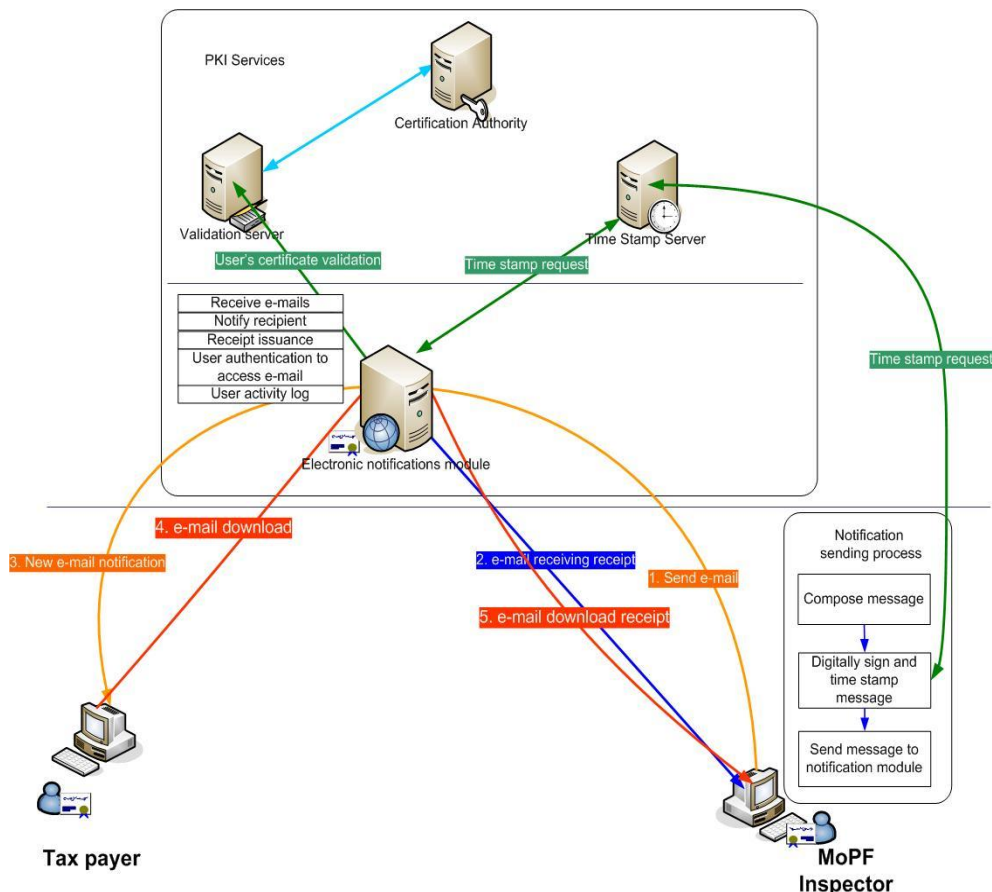 PKI Services
Certification Authority
Validation server
Time Stamp Server
User's certificate validation
Time stamp request
Receive e-mails
Notify recipient
Receipt issuance
User authentication to
access e-mail
User activity log
Time stamp request
Electronic notifications module
4. e-mail download
3. New e-mail notification
2. e-mail receiving receipt
1. Send e-mail
5. e-mail download receipt
Notification
sending process
Compose message
Digitally sign and
time stamp
message
Send message to
notification module
Tax payer
MoPF
Inspector